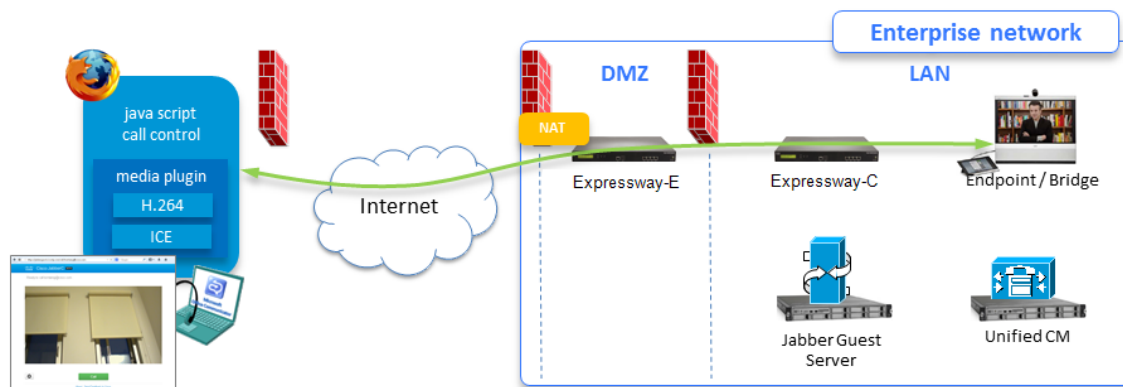 Enterprise network
DMZ
LAN
java script
call control
NAT
media plugin
H.264
ICE
Internet
Expressway-E
Expressway-C
Endpoint / Bridge
Jabber Guest
Server
Unified CM